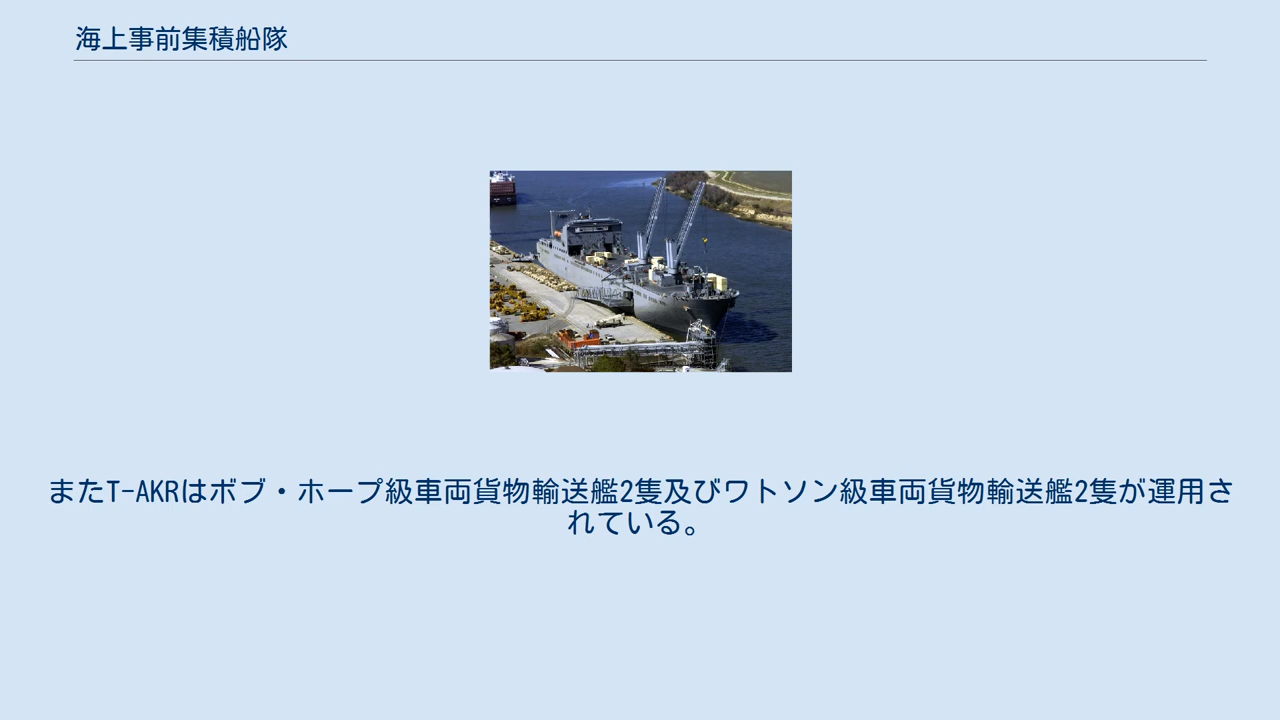 海上事前集積船隊
またT-AKRはボブ・ホープ級車両貨物輸送艦2隻及びワトソン級車両貨物輸送艦2隻が運用さ
れている。